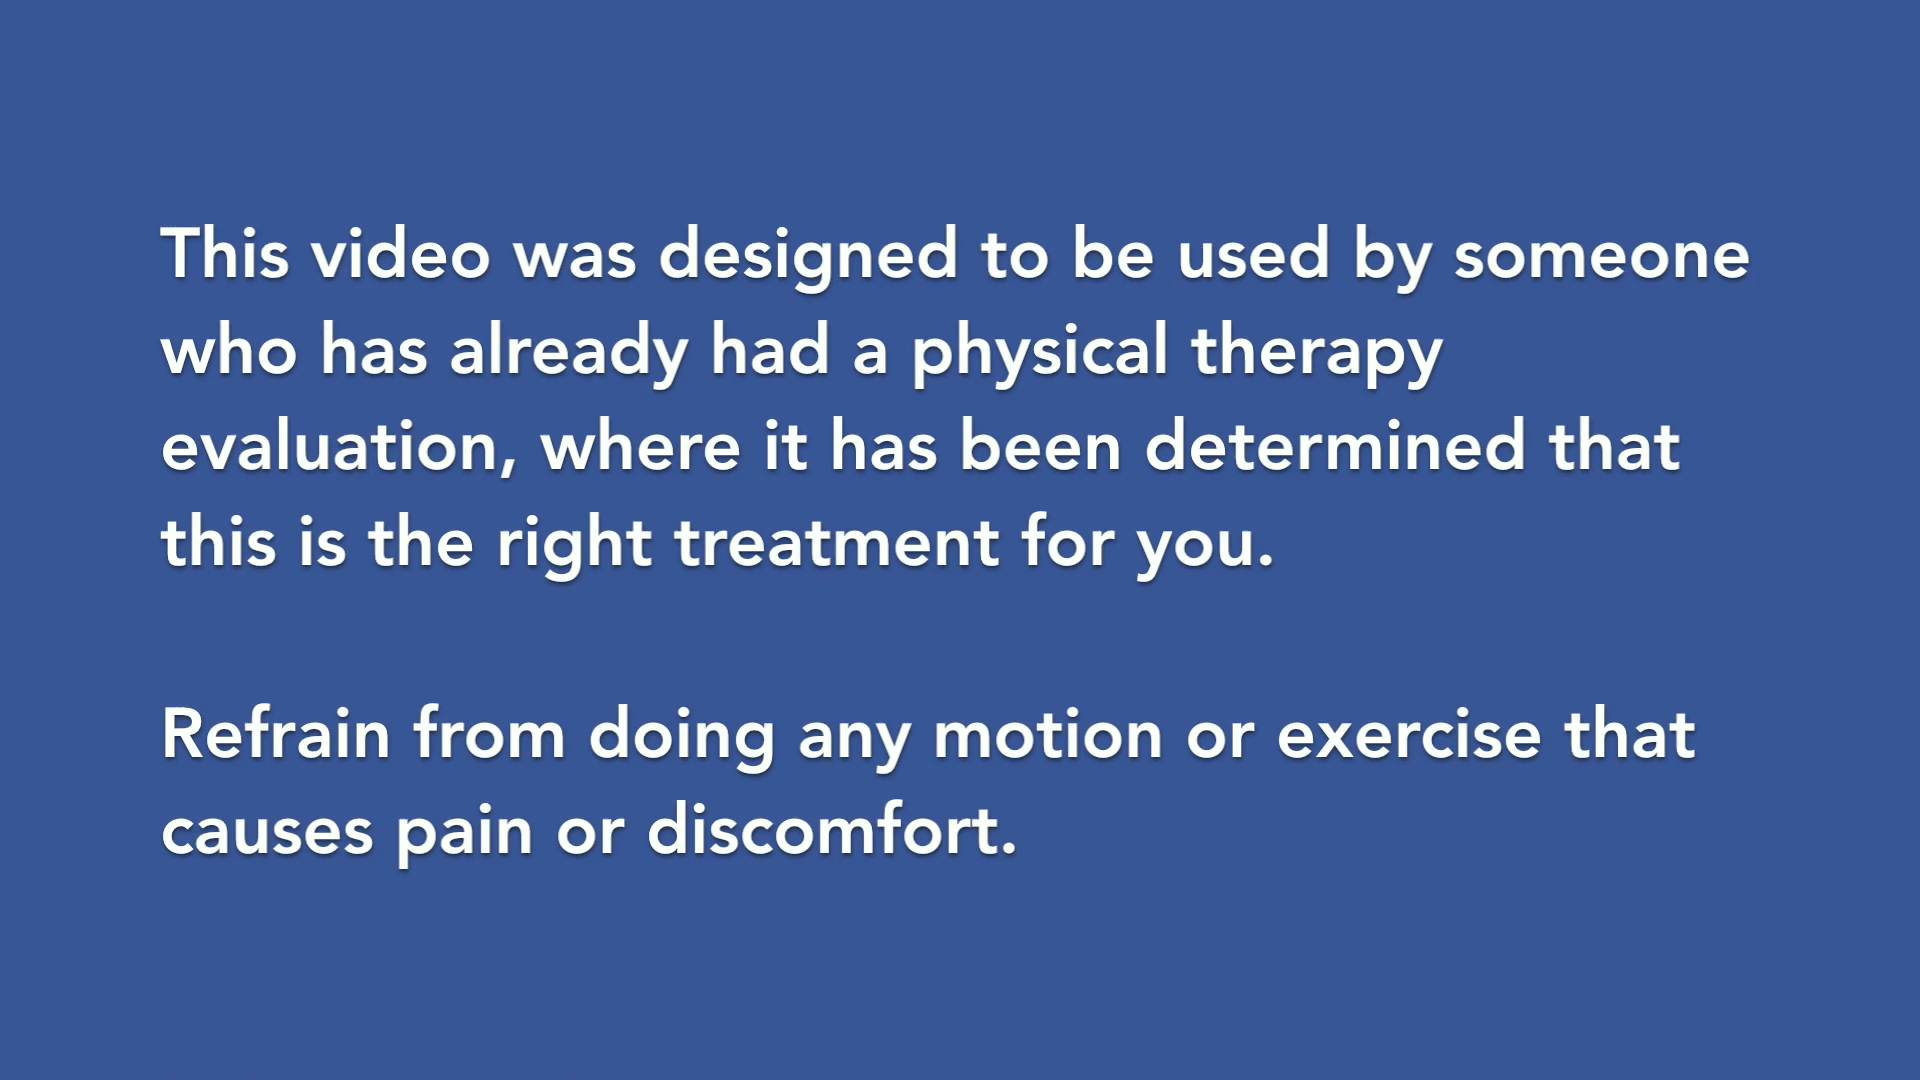 This video was designed to be used by someone
who has already had a physical therapy
evaluation, where it has been determined that
this is the right treatment for you.
Refrain from doing any motion or exercise that
causes pain or discomfort.